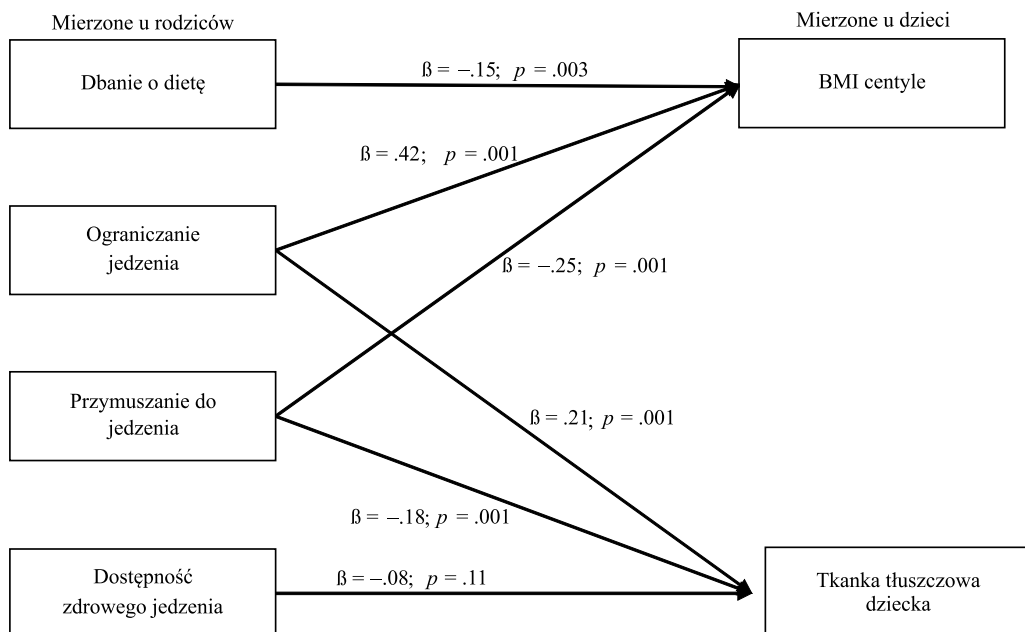 Mierzone u rodziców
Mierzone u dzieci
Dbanie o dietę
ß = –.15; p = .003
BMI centyle
ß = .42; p = .001
Ograniczanie
jedzenia
ß = –.25; p = .001
Przymuszanie do
jedzenia
ß = .21; p = .001
ß = –.18; p = .001
Dostępność
zdrowego jedzenia
ß = –.08; p = .11
Tkanka tłuszczowa
dziecka